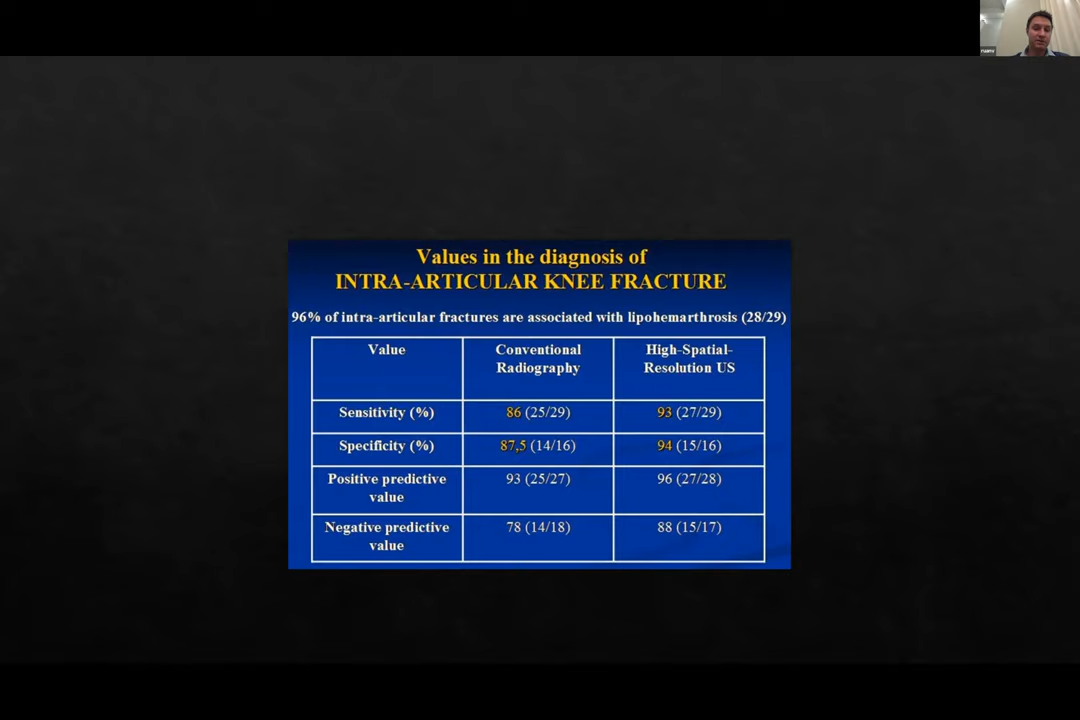 Values in the diagnosis of
INTRA-ARTICULAR KNEE FRACTURE
96% of intra-articular fractures are associated with lipohemarthrosis (28/29)
Value
Conventional
Radiography
High-Spatial-
Resolution US
Sensitivity (%)
86 (25/29)
93 (27/29)
Specificity (%)
87,5 (14/16)
94 (15/16)
Positive predictive
value
93 (25/27)
96 (27/28)
Negative predictive
value
78 (14/18)
88 (15/17)